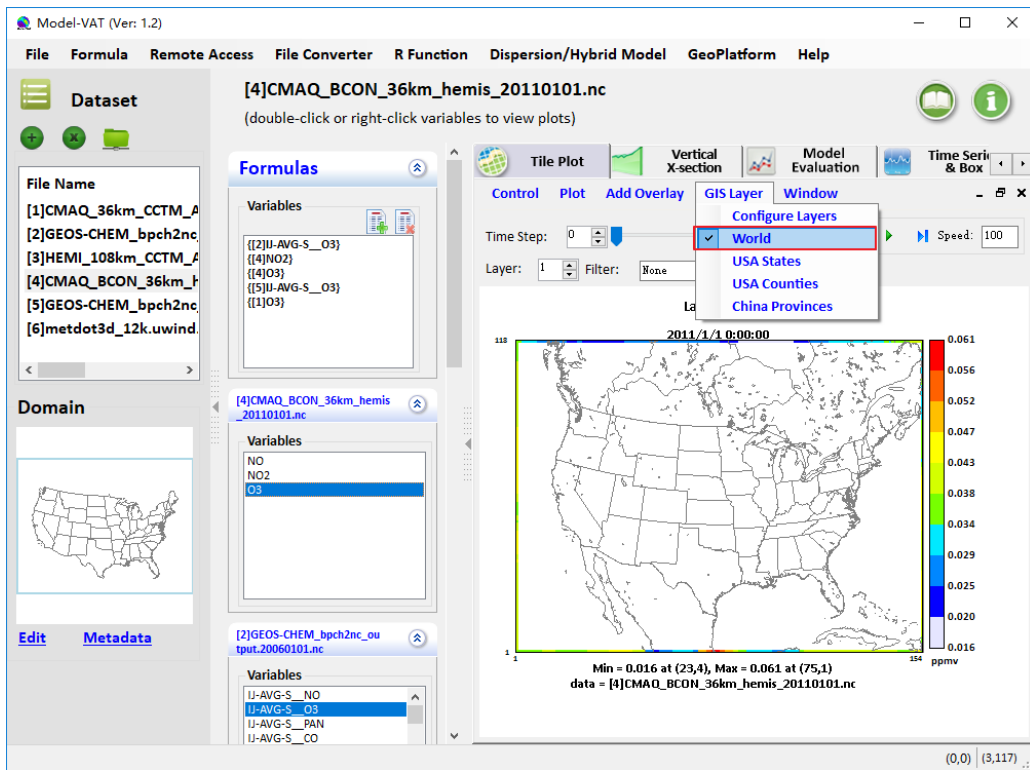 Model-VAT (Ver: 1.2)
File Formula Remote Access File Converter R Function Dispersion/Hybrid Model GeoPlatform Help
Dataset
File Name
[1]CMAQ_36km_CCTM_A
[2]GEOS-CHEM_bpch2nc_
[3]HEMI_108km_CCTM_A
[4]CMAQ_BCON_36km_h
[5]GEOS-CHEM_bpch2nc
[6]metdot3d_12k.uwind.
Domain
Edit Metadata
[4]CMAQ_BCON_36km_hemis_20110101.nc
(double-click or right-click variables to view plots)
Formulas
Variables
{[2]IJ-AVG-S__O3}
{[4]NO2}
{[4]O3}
{[5]IJ-AVG-S__O3}
{[1]O3}
[4]CMAQ_BCON_36km_hemis
_20110101.nc
Variables
NO
NO2
O3
[2]GEOS-CHEM_bpch2nc_ou
tput.20060101.nc
Variables
IJ-AVG-S__NO
IJ-AVG-S__O3
IJ-AVG-S__PAN
IJ-AVG-S__CO
Tile Plot
Vertical
X-section
Model
Evaluation
Time Seri
& Box
Control Plot Add Overlay GIS Layer Window
Configure Layers
World
USA States
USA Counties
China Provinces
Time Step: 0
Speed: 100
Layer: 1 Filter: None
La
2011/1/1 0:00:00
118
1
1
154
0.061
0.056
0.052
0.047
0.043
0.038
0.034
0.029
0.025
0.020
0.016
ppmv
Min = 0.016 at (23,4), Max = 0.061 at (75,1)
data = [4]CMAQ_BCON_36km_hemis_20110101.nc
(0,0) (3,117)